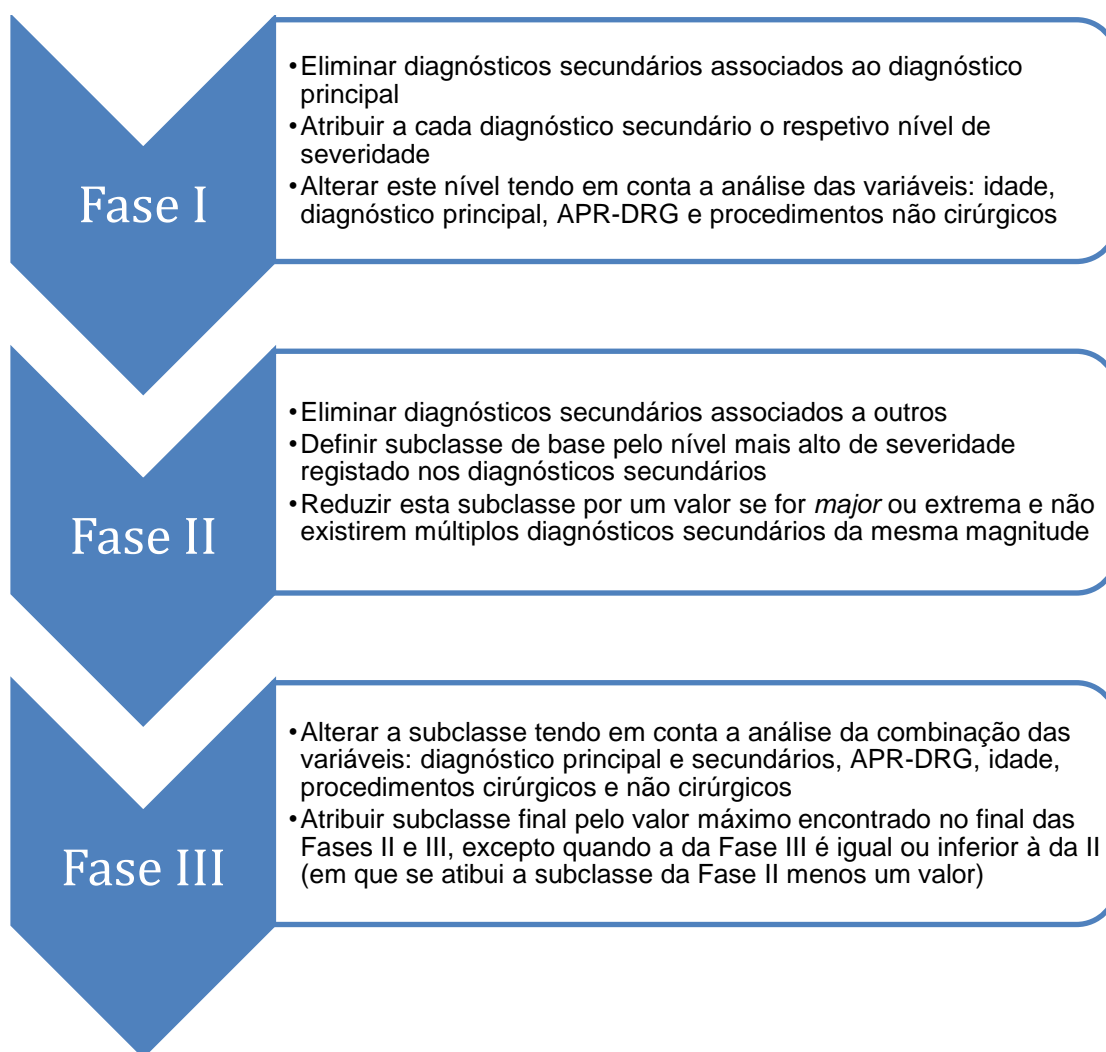 Fase I
•Eliminar diagnósticos secundários associados ao diagnóstico
principal
•Atribuir a cada diagnóstico secundário o respetivo nível de
severidade
•Alterar este nível tendo em conta a análise das variáveis: idade,
diagnóstico principal, APR-DRG e procedimentos não cirúrgicos
Fase II
•Eliminar diagnósticos secundários associados a outros
•Definir subclasse de base pelo nível mais alto de severidade
registado nos diagnósticos secundários
•Reduzir esta subclasse por um valor se for major ou extrema e não
existirem múltiplos diagnósticos secundários da mesma magnitude
Fase III
•Alterar a subclasse tendo em conta a análise da combinação das
variáveis: diagnóstico principal e secundários, APR-DRG, idade,
procedimentos cirúrgicos e não cirúrgicos
•Atribuir subclasse final pelo valor máximo encontrado no final das
Fases II e III, excepto quando a da Fase III é igual ou inferior à da II
(em que se atibui a subclasse da Fase II menos um valor)